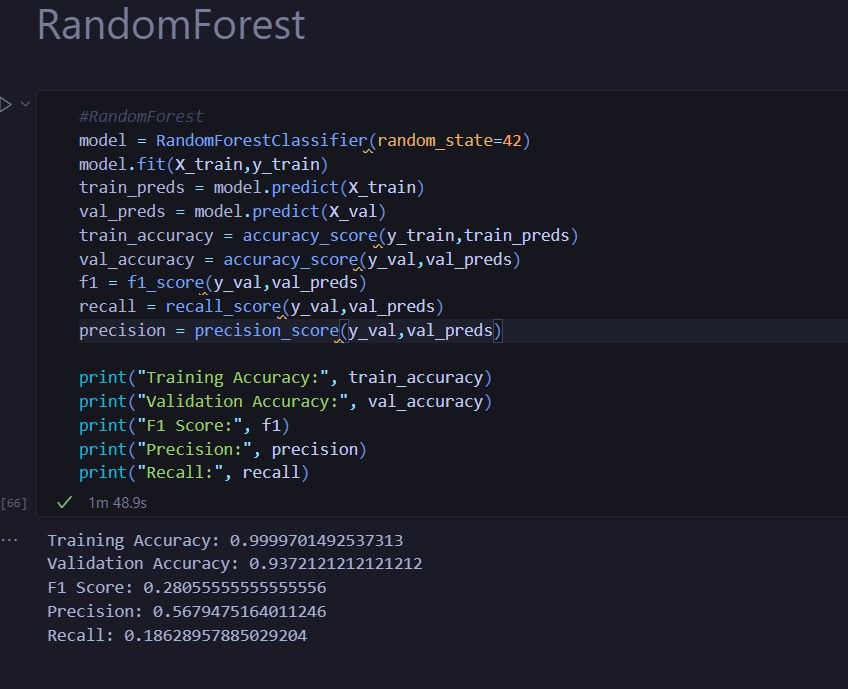 RandomForest
#RandomForest
model = RandomForestClassifier(random_state=42)
model.fit(X_train,y_train)
train_preds = model.predict(X_train)
val_preds = model.predict(X_val)
train_accuracy = accuracy_score(y_train,train_preds)
val_accuracy = accuracy_score(y_val,val_preds)
f1 = f1_score(y_val,val_preds)
recall = recall_score(y_val,val_preds)
precision = precision_score(y_val,val_preds)
print("Training Accuracy:", train_accuracy)
print("Validation Accuracy:", val_accuracy)
print("F1 Score:", f1)
print("Precision:", precision)
print("Recall:", recall)
[66]
1m 48.9s
...
Training Accuracy: 0.9999701492537313
Validation Accuracy: 0.9372121212121212
F1 Score: 0.28055555555555556
Precision: 0.5679475164011246
Recall: 0.18628957885029204